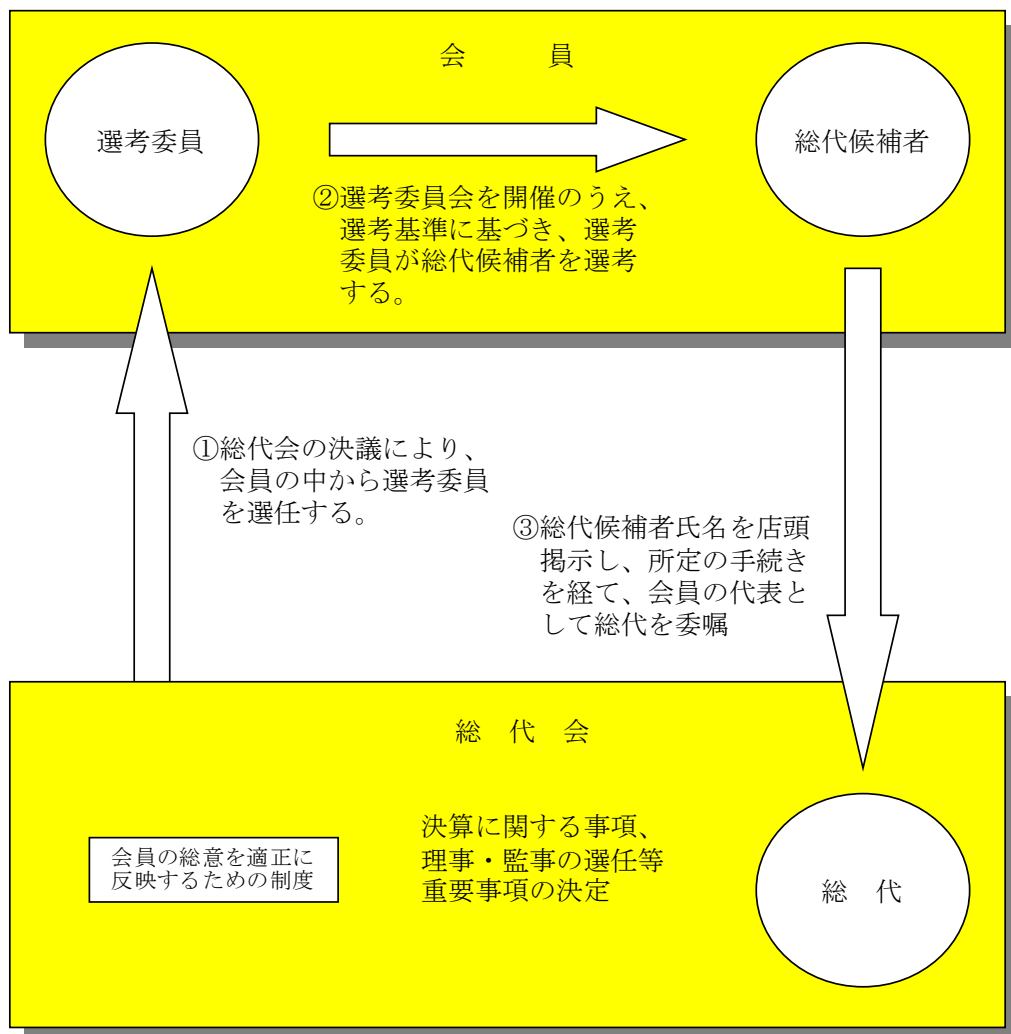 会 員
選考委員
総代候補者
②選考委員会を開催のうえ、
選考基準に基づき、選考
委員が総代候補者を選考
する。
①総代会の決議により、
会員の中から選考委員
を選任する。
③総代候補者氏名を店頭
掲示し、所定の手続き
を経て、会員の代表と
して総代を委嘱
総 代 会
会員の総意を適正に
反映するための制度
決算に関する事項、
理事・監事の選任等
重要事項の決定
総 代